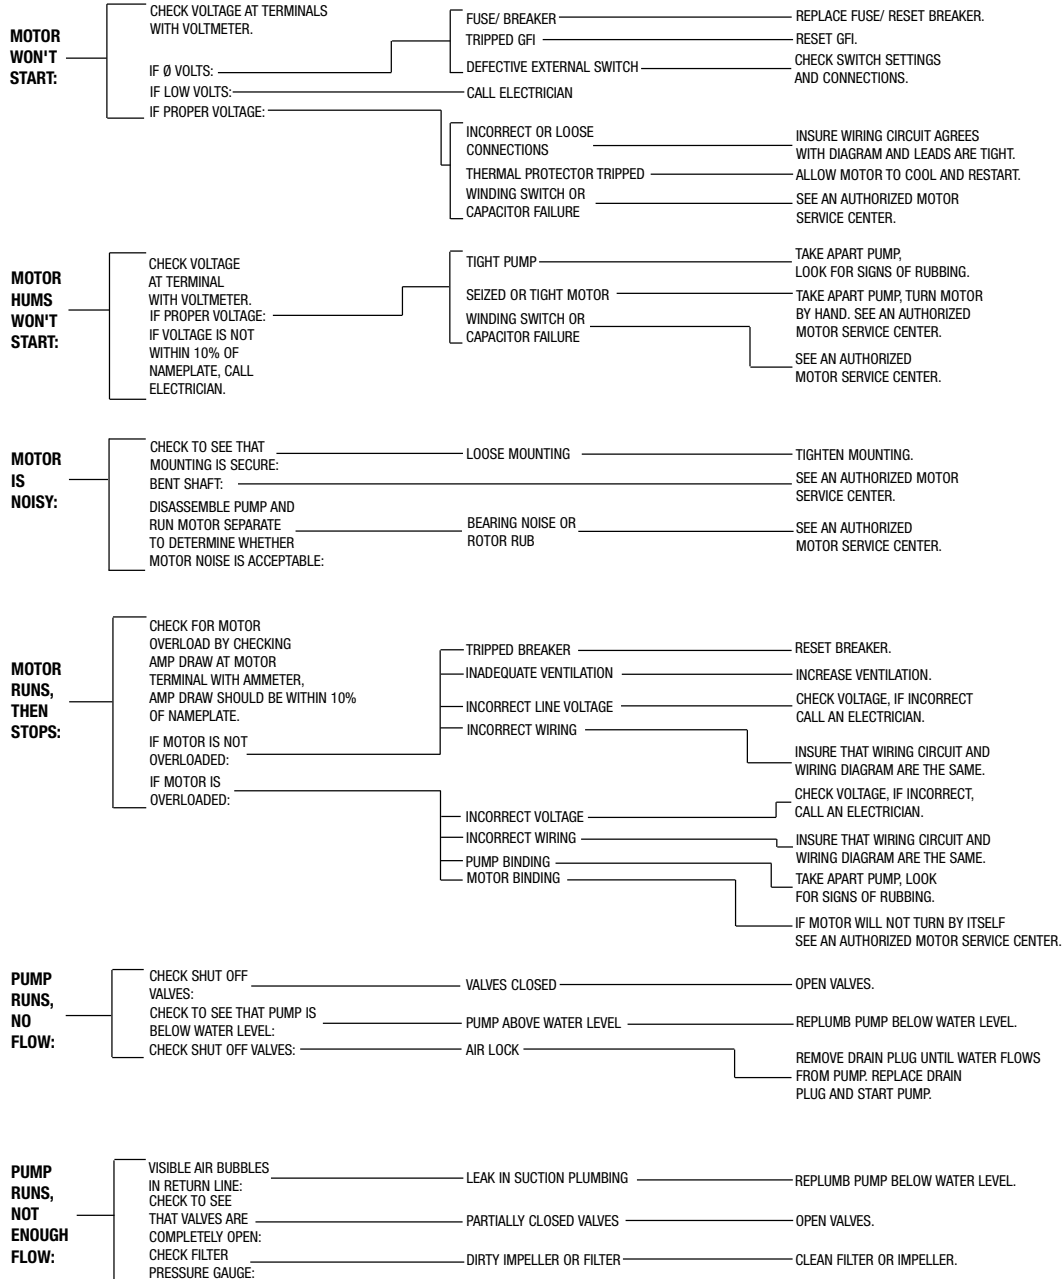 MOTOR
WON'T
START:
CHECK VOLTAGE AT TERMINALS
WITH VOLTMETER.
IF Ø VOLTS:
FUSE/ BREAKER
REPLACE FUSE/ RESET BREAKER.
TRIPPED GFI
RESET GFI.
DEFECTIVE EXTERNAL SWITCH
CHECK SWITCH SETTINGS
AND CONNECTIONS.
IF LOW VOLTS:
CALL ELECTRICIAN
IF PROPER VOLTAGE:
INCORRECT OR LOOSE
CONNECTIONS
INSURE WIRING CIRCUIT AGREES
WITH DIAGRAM AND LEADS ARE TIGHT.
THERMAL PROTECTOR TRIPPED
ALLOW MOTOR TO COOL AND RESTART.
WINDING SWITCH OR
CAPACITOR FAILURE
SEE AN AUTHORIZED MOTOR
SERVICE CENTER.
MOTOR
HUMS
WON'T
START:
CHECK VOLTAGE
AT TERMINAL
WITH VOLTMETER.
IF PROPER VOLTAGE:
IF VOLTAGE IS NOT
WITHIN 10% OF
NAMEPLATE, CALL
ELECTRICIAN.
TIGHT PUMP
TAKE APART PUMP,
LOOK FOR SIGNS OF RUBBING.
SEIZED OR TIGHT MOTOR
TAKE APART PUMP, TURN MOTOR
BY HAND. SEE AN AUTHORIZED
MOTOR SERVICE CENTER.
WINDING SWITCH OR
CAPACITOR FAILURE
SEE AN AUTHORIZED
MOTOR SERVICE CENTER.
MOTOR
IS
NOISY:
CHECK TO SEE THAT
MOUNTING IS SECURE:
LOOSE MOUNTING
TIGHTEN MOUNTING.
BENT SHAFT:
SEE AN AUTHORIZED MOTOR
SERVICE CENTER.
DISASSEMBLE PUMP AND
RUN MOTOR SEPARATE
TO DETERMINE WHETHER
MOTOR NOISE IS ACCEPTABLE:
BEARING NOISE OR
ROTOR RUB
SEE AN AUTHORIZED
MOTOR SERVICE CENTER.
MOTOR
RUNS,
THEN
STOPS:
CHECK FOR MOTOR
OVERLOAD BY CHECKING
AMP DRAW AT MOTOR
TERMINAL WITH AMMETER,
AMP DRAW SHOULD BE WITHIN 10%
OF NAMEPLATE.
IF MOTOR IS NOT
OVERLOADED:
TRIPPED BREAKER
RESET BREAKER.
INADEQUATE VENTILATION
INCREASE VENTILATION.
INCORRECT LINE VOLTAGE
CHECK VOLTAGE, IF INCORRECT
CALL AN ELECTRICIAN.
INCORRECT WIRING
INSURE THAT WIRING CIRCUIT AND
WIRING DIAGRAM ARE THE SAME.
IF MOTOR IS
OVERLOADED:
INCORRECT VOLTAGE
CHECK VOLTAGE, IF INCORRECT,
CALL AN ELECTRICIAN.
INCORRECT WIRING
INSURE THAT WIRING CIRCUIT AND
WIRING DIAGRAM ARE THE SAME.
PUMP BINDING
TAKE APART PUMP, LOOK
FOR SIGNS OF RUBBING.
MOTOR BINDING
IF MOTOR WILL NOT TURN BY ITSELF
SEE AN AUTHORIZED MOTOR SERVICE CENTER.
PUMP
RUNS,
NO
FLOW:
CHECK SHUT OFF
VALVES:
VALVES CLOSED
OPEN VALVES.
CHECK TO SEE THAT PUMP IS
BELOW WATER LEVEL:
PUMP ABOVE WATER LEVEL
REPLUMB PUMP BELOW WATER LEVEL.
CHECK SHUT OFF VALVES:
AIR LOCK
REMOVE DRAIN PLUG UNTIL WATER FLOWS
FROM PUMP. REPLACE DRAIN
PLUG AND START PUMP.
PUMP
RUNS,
NOT
ENOUGH
FLOW:
VISIBLE AIR BUBBLES
IN RETURN LINE:
LEAK IN SUCTION PLUMBING
REPLUMB PUMP BELOW WATER LEVEL.
CHECK TO SEE
THAT VALVES ARE
COMPLETELY OPEN:
PARTIALLY CLOSED VALVES
OPEN VALVES.
CHECK FILTER
PRESSURE GAUGE:
DIRTY IMPELLER OR FILTER
CLEAN FILTER OR IMPELLER.